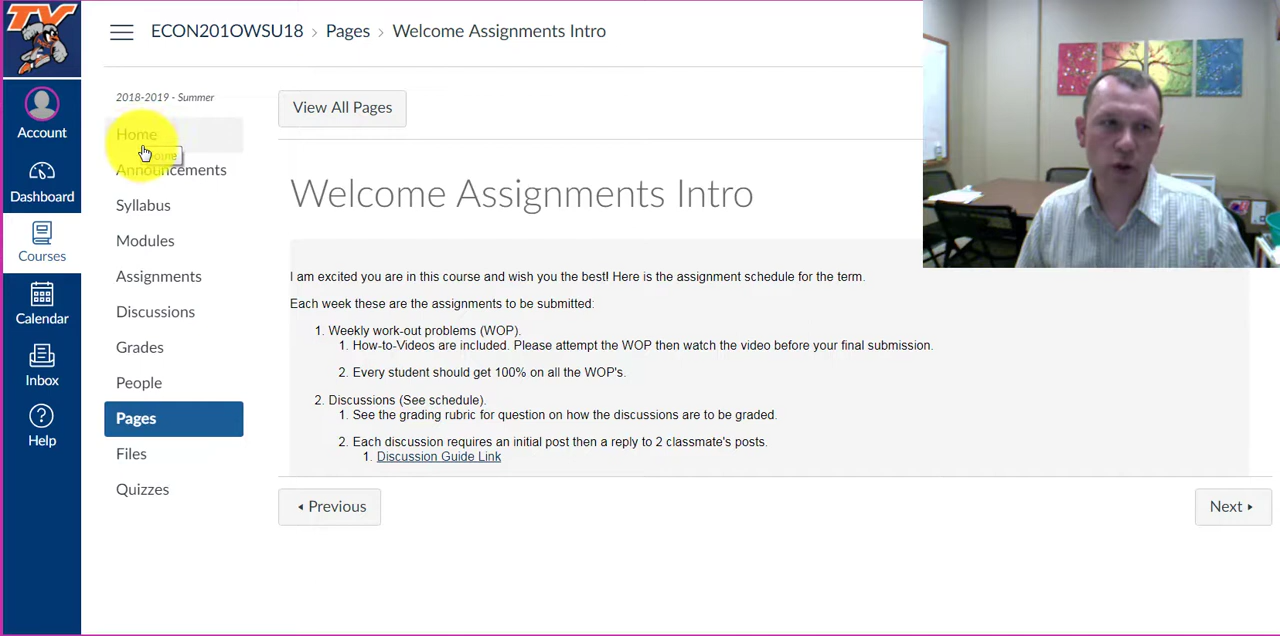 TV
ECON201OWSU18 › Pages › Welcome Assignments Intro
2018-2019 - Summer
View All Pages
Account
Dashboard
Courses
Calendar
Inbox
Help
Home
Announcements
Syllabus
Modules
Assignments
Discussions
Grades
People
Pages
Files
Quizzes
Welcome Assignments Intro
I am excited you are in this course and wish you the best! Here is the assignment schedule for the term.
Each week these are the assignments to be submitted:
1. Weekly work-out problems (WOP).
1. How-to-Videos are included. Please attempt the WOP then watch the video before your final submission.
2. Every student should get 100% on all the WOP's.
2. Discussions (See schedule).
1. See the grading rubric for question on how the discussions are to be graded.
2. Each discussion requires an initial post then a reply to 2 classmate's posts.
1. Discussion Guide Link
Previous
Next